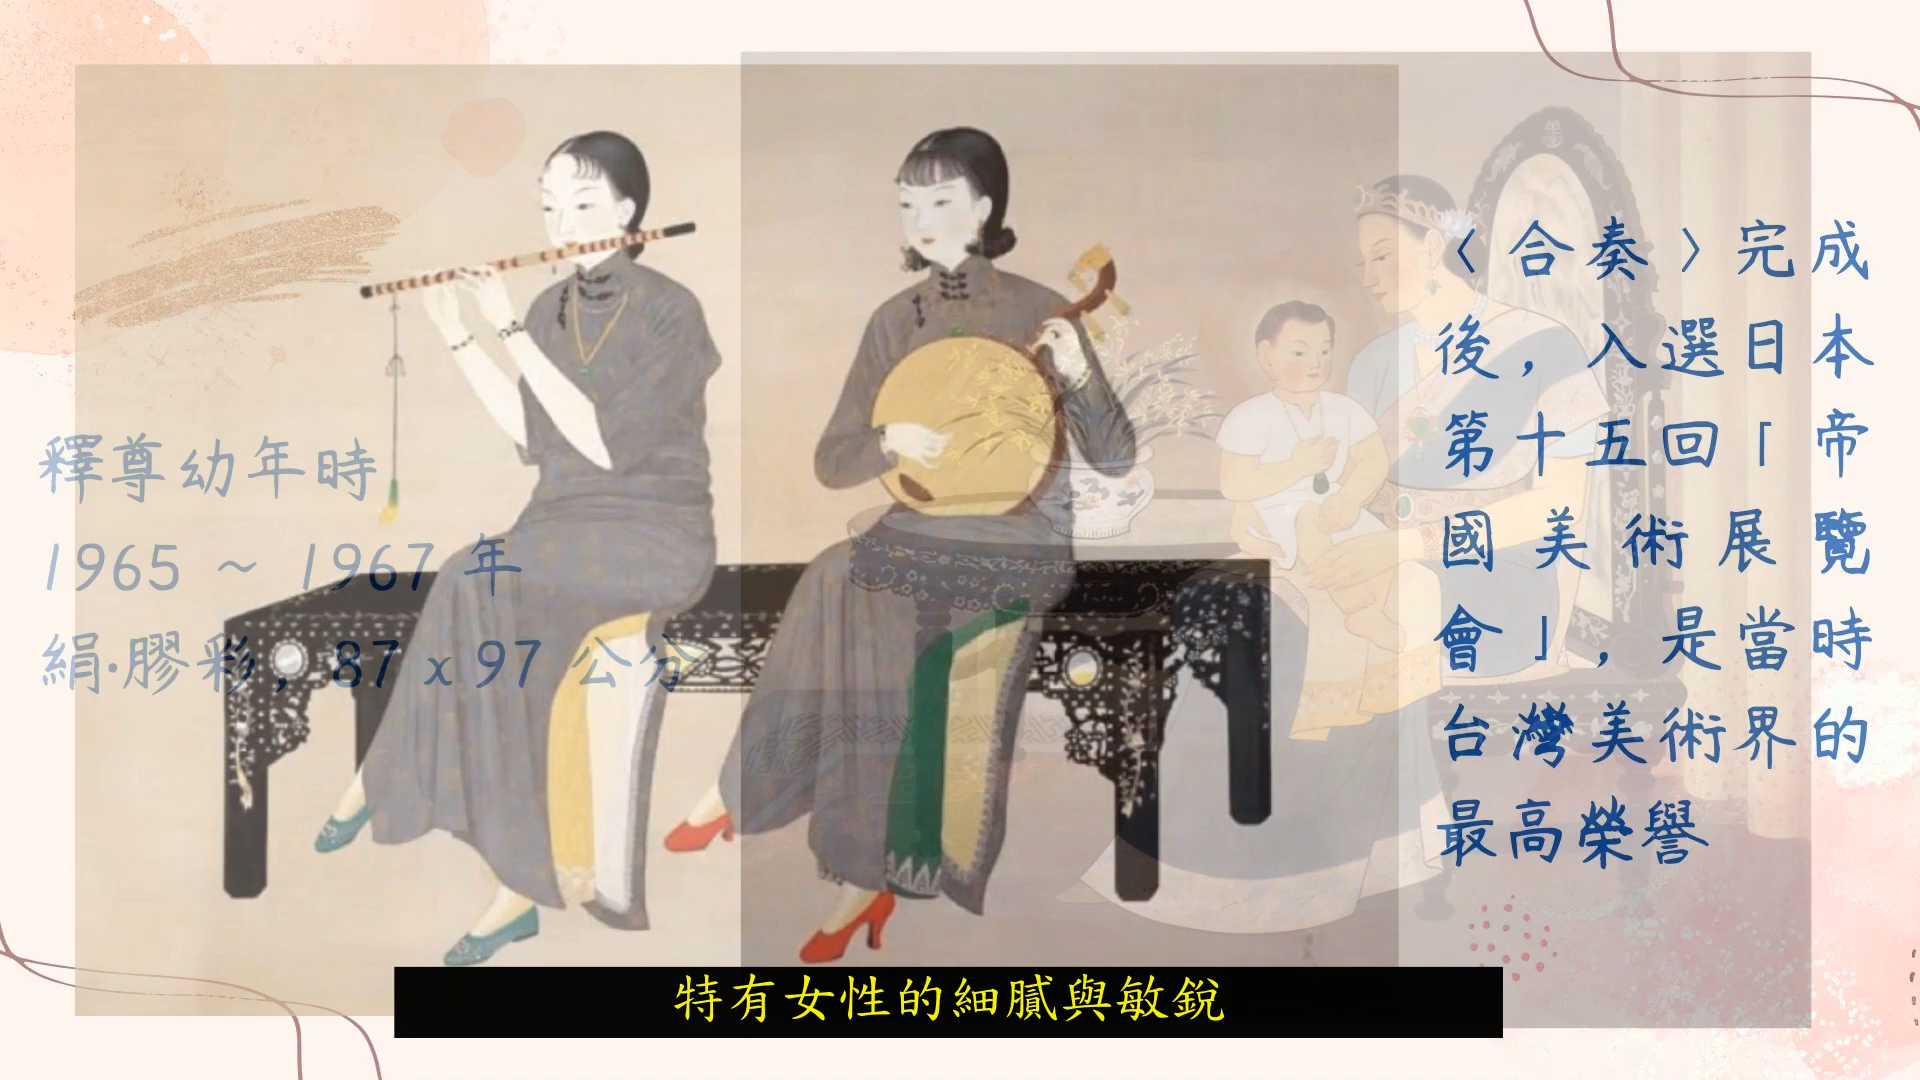 釋尊幼年時
1965 ~ 1967 年
絹·膠彩，87 x 97 公分
〈合奏〉完成
後，入選日本
第十五回「帝
國美術展覽
會」，是當時
台灣美術界的
最高榮譽
特有女性的細膩與敏銳